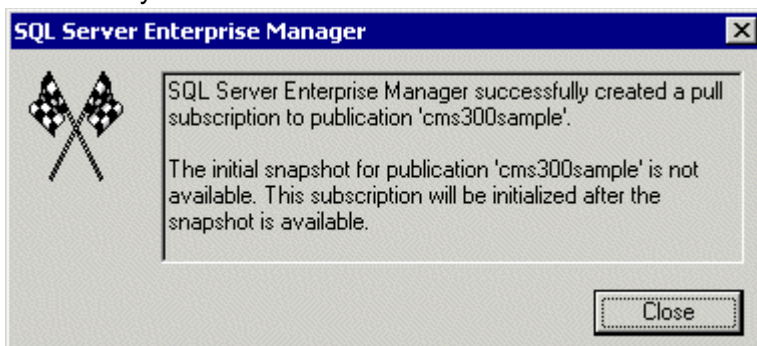 SQL Server Enterprise Manager
SQL Server Enterprise Manager successfully created a pull
subscription to publication 'cms300sample'.
The initial snapshot for publication 'cms300sample' is not
available. This subscription will be initialized after the
snapshot is available.
Close